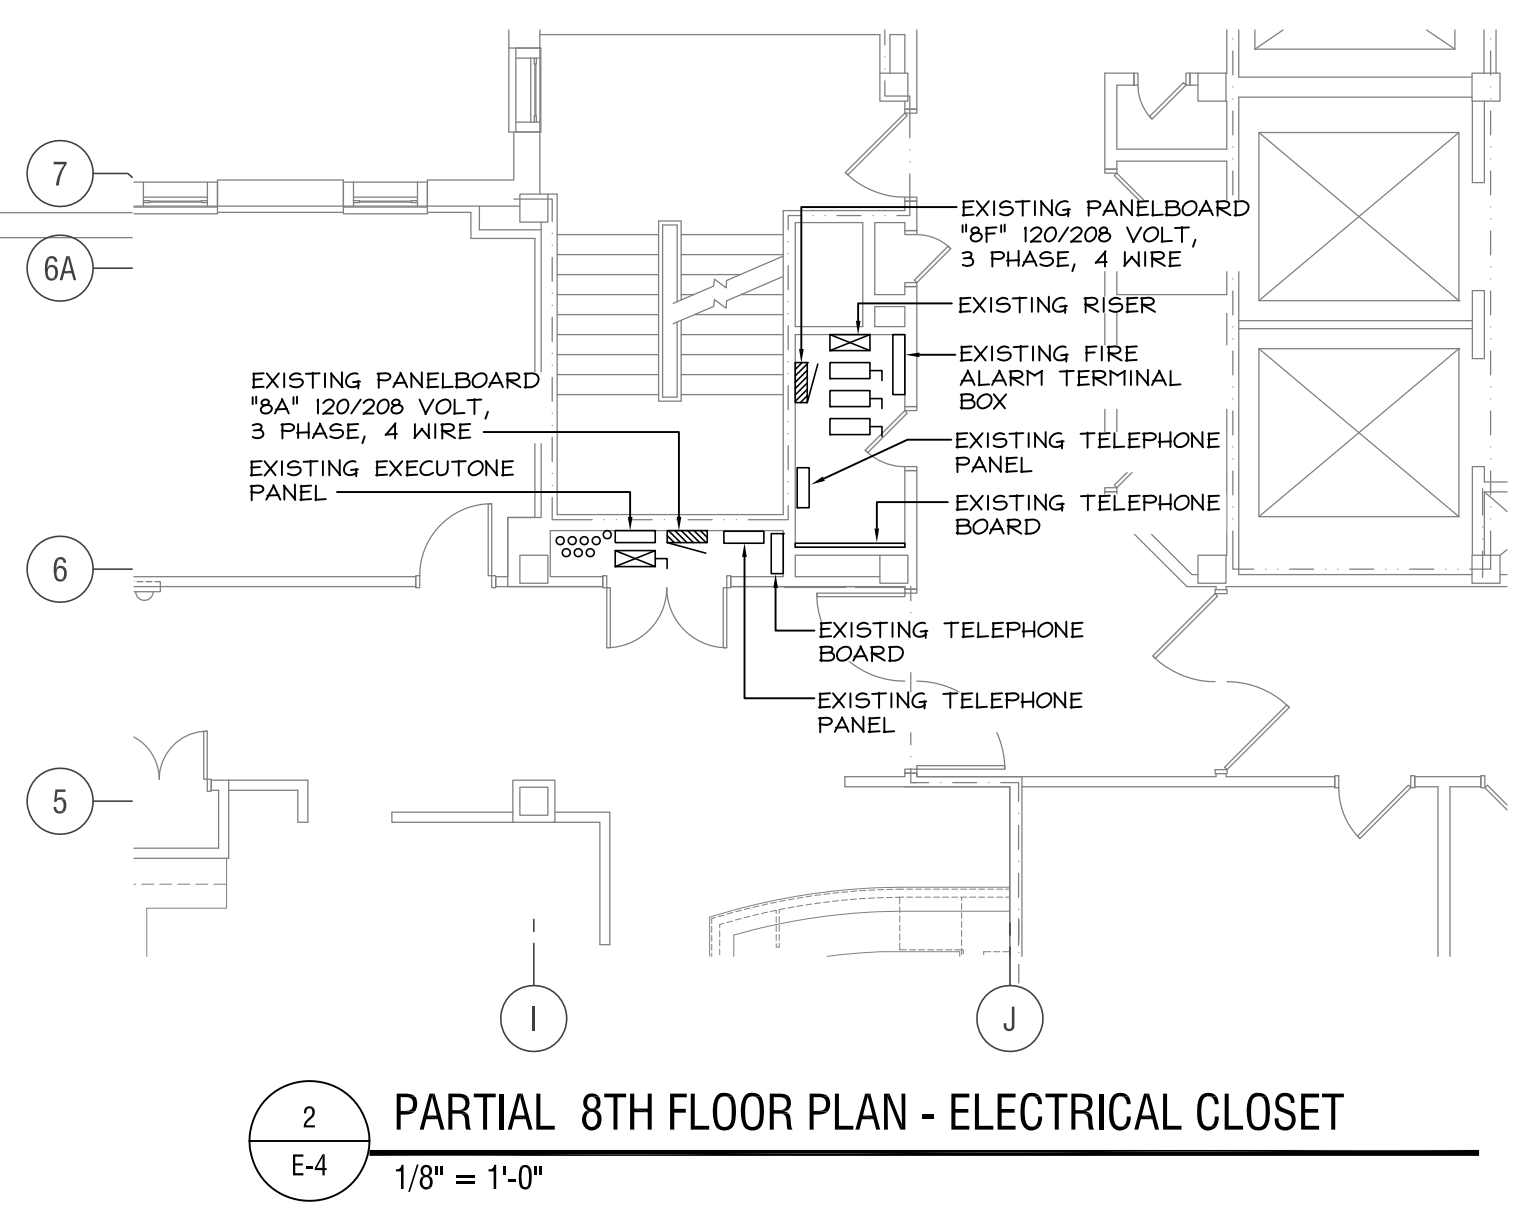 7
6A
EXISTING PANELBOARD
"8F" 120/208 VOLT,
3 PHASE, 4 WIRE
EXISTING RISER
EXISTING FIRE
ALARM TERMINAL
BOX
EXISTING PANELBOARD
"8A" 120/208 VOLT,
3 PHASE, 4 WIRE
EXISTING EXECUTONE
PANEL
EXISTING TELEPHONE
PANEL
EXISTING TELEPHONE
BOARD
6
EXISTING TELEPHONE
BOARD
EXISTING TELEPHONE
PANEL
5
I
J
2
E-4
PARTIAL 8TH FLOOR PLAN - ELECTRICAL CLOSET
1/8" = 1'-0"